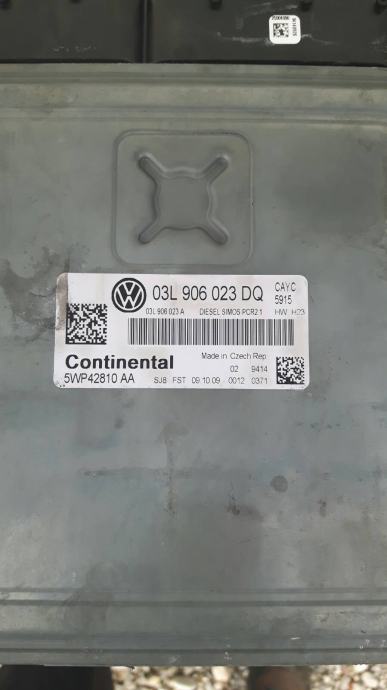 03L 906 023 DQ
CAYC
5915
03L 906 023 A DIESEL SIMOS PCR2.1 HW H23
Continental
Made in Czech Rep
02 9414
5WP42810 AA
SJ8 FST 09.10.09 0012 0371